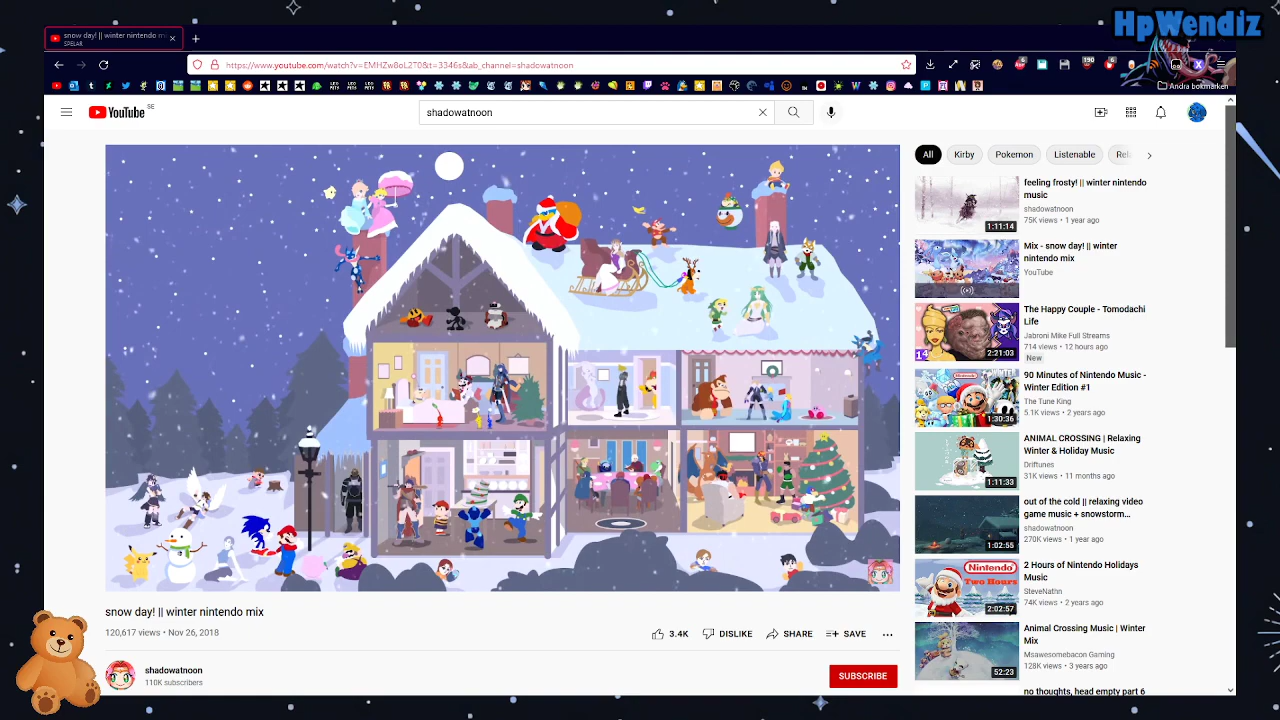 HpWendiz
snow day! || winter nintendo mi
SPELAR
https://www.youtube.com/watch?v=EMHZw8oL2T0&t=3346s&ab_channel=shadowatnoon
190
Andra bokmärken
YouTube SE
shadowatnoon
All
Kirby
Pokemon
Listenable
feeling frosty! || winter nintendo
music
shadowatnoon
75K views • 1 year ago
1:11:14
Mix - snow day! || winter
nintendo mix
YouTube
The Happy Couple - Tomodachi
Life
Jabroni Mike Full Streams
714 views • 12 hours ago
New
14
2:21:03
90 Minutes of Nintendo Music -
Winter Edition #1
The Tune King
5.1K views • 2 years ago
1:30:36
ANIMAL CROSSING | Relaxing
Winter & Holiday Music
Driftunes
31K views • 11 months ago
1:11:33
out of the cold || relaxing video
game music + snowstorm...
shadowatnoon
270K views • 1 year ago
1:02:55
2 Hours of Nintendo Holidays
Music
SteveNathn
74K views • 2 years ago
Nintendo
Two Hours
2:02:57
Animal Crossing Music | Winter
Mix
Msawesomebacon Gaming
128K views • 3 years ago
52:23
no thoughts, head empty part 6
snow day! || winter nintendo mix
120,617 views • Nov 26, 2018
3.4K
DISLIKE
SHARE
SAVE
shadowatnoon
110K subscribers
SUBSCRIBE